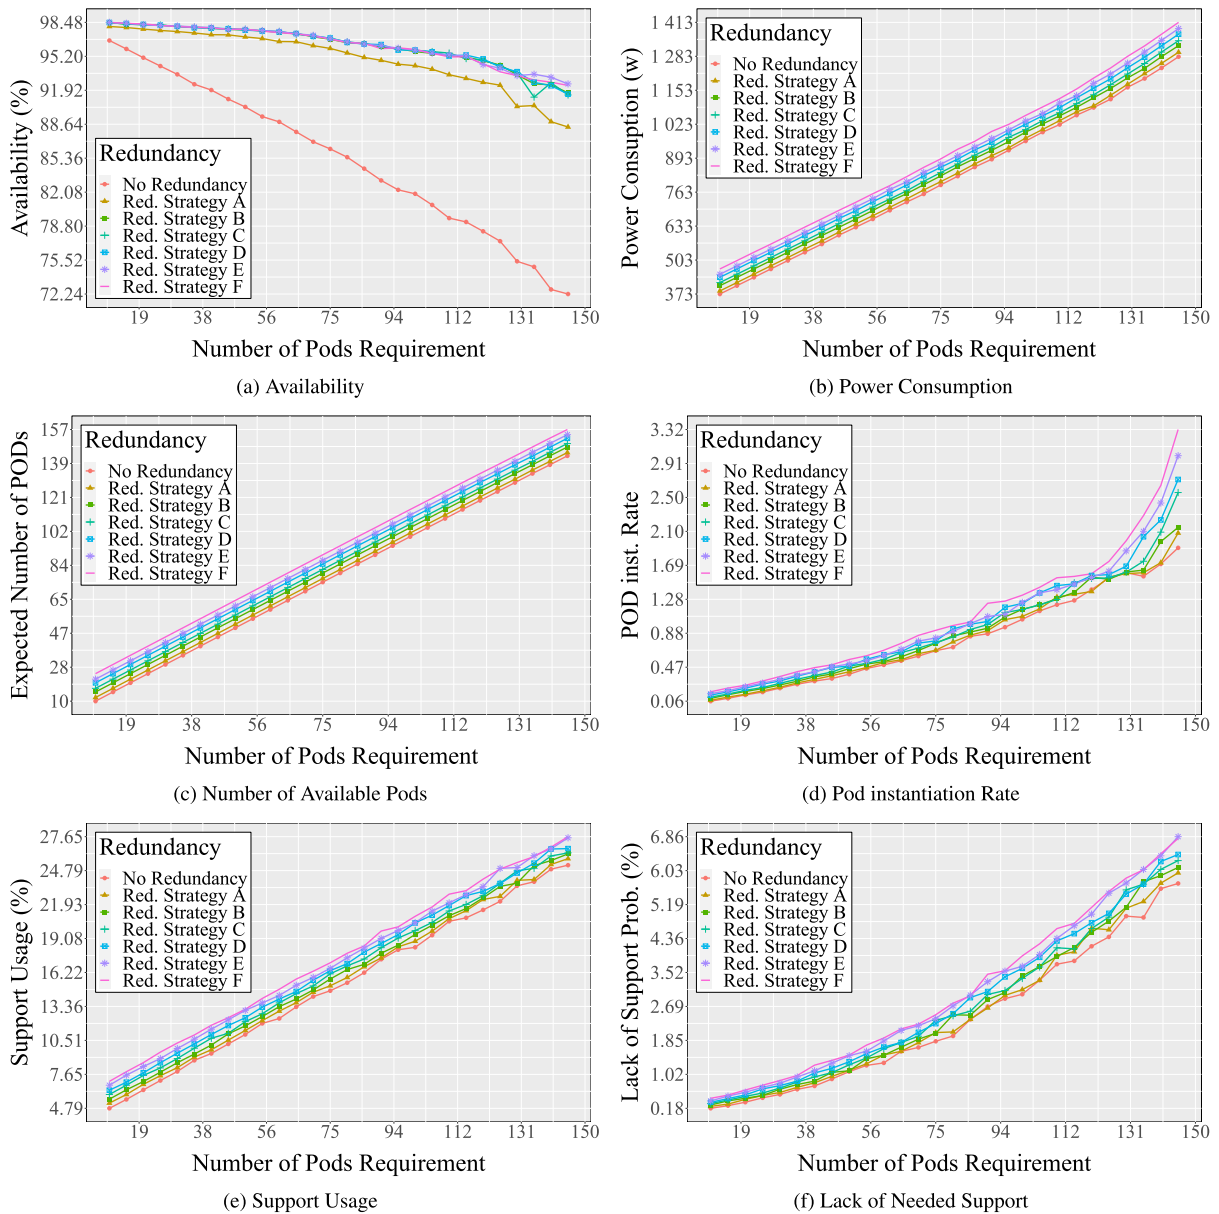 98.48
95.20
91.92
88.64
85.36
82.08
78.80
75.52
72.24
Availability (%)
Redundancy
No Redundancy
Red. Strategy A
Red. Strategy B
Red. Strategy C
Red. Strategy D
Red. Strategy E
Red. Strategy F
19 38 56 75 94 112 131 150
Number of Pods Requirement
(a) Availability
1 413
1 283
1 153
1 023
893
763
633
503
373
Power Consuption (w)
Redundancy
No Redundancy
Red. Strategy A
Red. Strategy B
Red. Strategy C
Red. Strategy D
Red. Strategy E
Red. Strategy F
19 38 56 75 94 112 131 150
Number of Pods Requirement
(b) Power Consumption
157
139
121
102
84
65
47
28
10
Expected Number of PODs
Redundancy
No Redundancy
Red. Strategy A
Red. Strategy B
Red. Strategy C
Red. Strategy D
Red. Strategy E
Red. Strategy F
19 38 56 75 94 112 131 150
Number of Pods Requirement
(c) Number of Available Pods
3.32
2.91
2.50
2.10
1.69
1.28
0.88
0.47
0.06
POD inst. Rate
Redundancy
No Redundancy
Red. Strategy A
Red. Strategy B
Red. Strategy C
Red. Strategy D
Red. Strategy E
Red. Strategy F
19 38 56 75 94 112 131 150
Number of Pods Requirement
(d) Pod instantiation Rate
27.65
24.79
21.93
19.08
16.22
13.36
10.51
7.65
4.79
Support Usage (%)
Redundancy
No Redundancy
Red. Strategy A
Red. Strategy B
Red. Strategy C
Red. Strategy D
Red. Strategy E
Red. Strategy F
19 38 56 75 94 112 131 150
Number of Pods Requirement
(e) Support Usage
6.86
6.03
5.19
4.36
3.52
2.69
1.85
1.02
0.18
Lack of Support Prob. (%)
Redundancy
No Redundancy
Red. Strategy A
Red. Strategy B
Red. Strategy C
Red. Strategy D
Red. Strategy E
Red. Strategy F
19 38 56 75 94 112 131 150
Number of Pods Requirement
(f) Lack of Needed Support